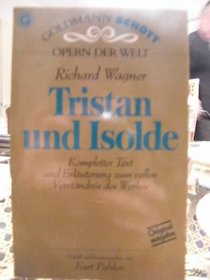 GOLDMANN SCHOTT
OPERN DER WELT
Richard Wagner
Tristan
und Isolde
Kompletter Text
und Erläuterung zum vollen
Verständnis des Werkes
Original
ausgabe
Kurt Pahlen